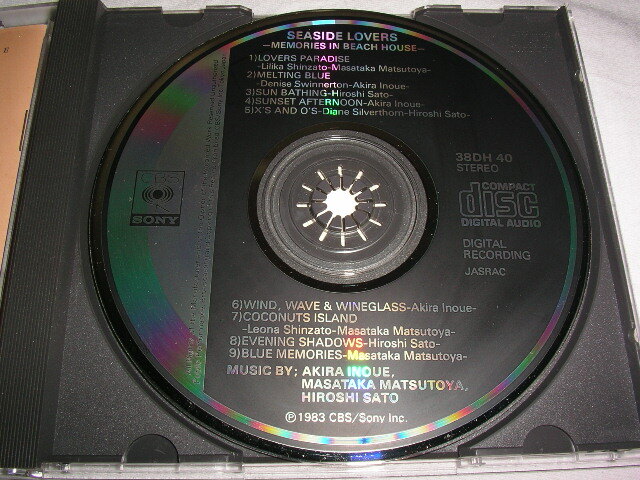 SEASIDE LOVERS
—MEMORIES IN BEACH HOUSE—
1)LOVERS PARADISE
-Lilika Shinzato-Masataka Matsutoya-
2)MELTING BLUE
-Denise Swinnerton-Akira Inoue-
3)SUN BATHING-Hiroshi Sato-
4)SUNSET AFTERNOON-Akira Inoue-
5)X'S AND O'S-Diane Silverthorn-Hiroshi Sato-
38DH 40
STEREO
COMPACT
disc
DIGITAL AUDIO
DIGITAL
RECORDING
JASRAC
CBS
SONY
6)WIND, WAVE & WINEGLASS-Akira Inoue-
7)COCONUTS ISLAND
-Leona Shinzato-Masataka Matsutoya-
8)EVENING SHADOWS-Hiroshi Sato-
9)BLUE MEMORIES-Masataka Matsutoya-
MUSIC BY; AKIRA INOUE,
MASATAKA MATSUTOYA,
HIROSHI SATO
℗1983 CBS/Sony Inc.